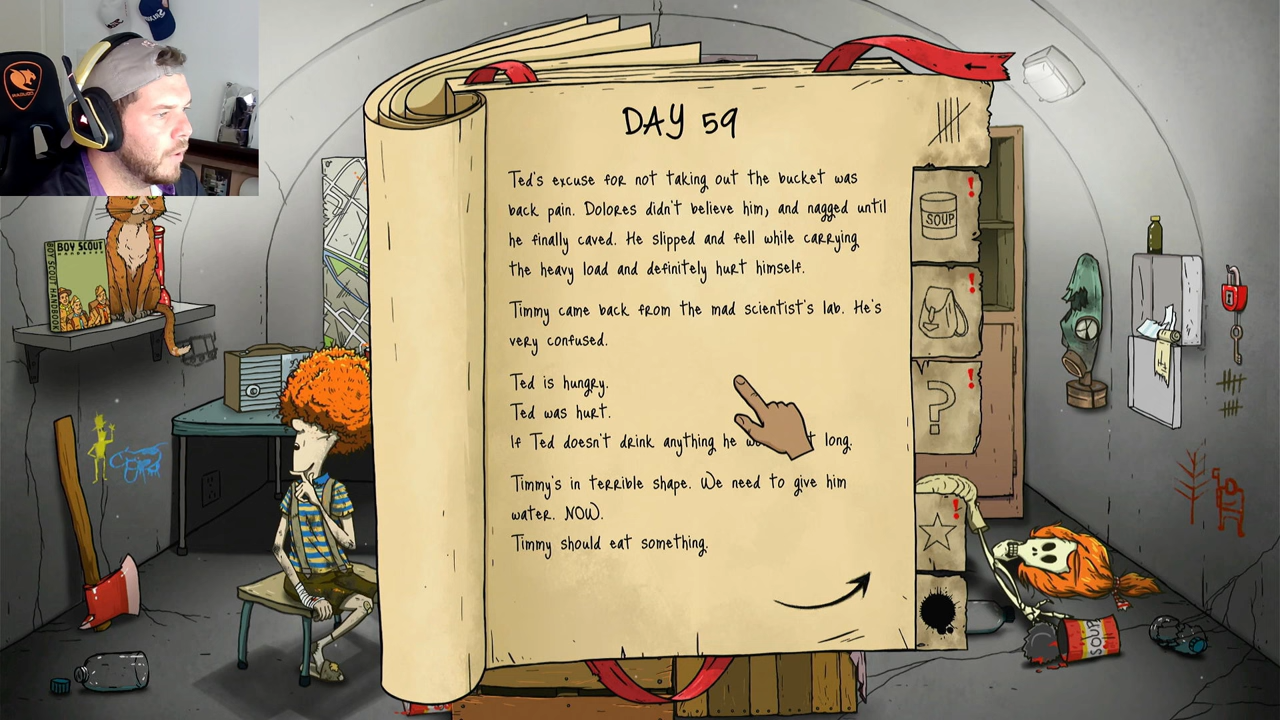 DAY 59
Ted's excuse for not taking out the bucket was
back pain. Dolores didn't believe him, and nagged until
he finally caved. He slipped and fell while carrying
the heavy load and definitely hurt himself.
Timmy came back from the mad scientist's lab. He's
very confused.
Ted is hungry.
Ted was hurt.
If Ted doesn't drink anything he long.
Timmy's in terrible shape. We need to give him
water. NOW.
Timmy should eat something.
SOUP
?
! ! ! !
BOY SCOUT
BOY SCOUT HANDBOOK
SOUP